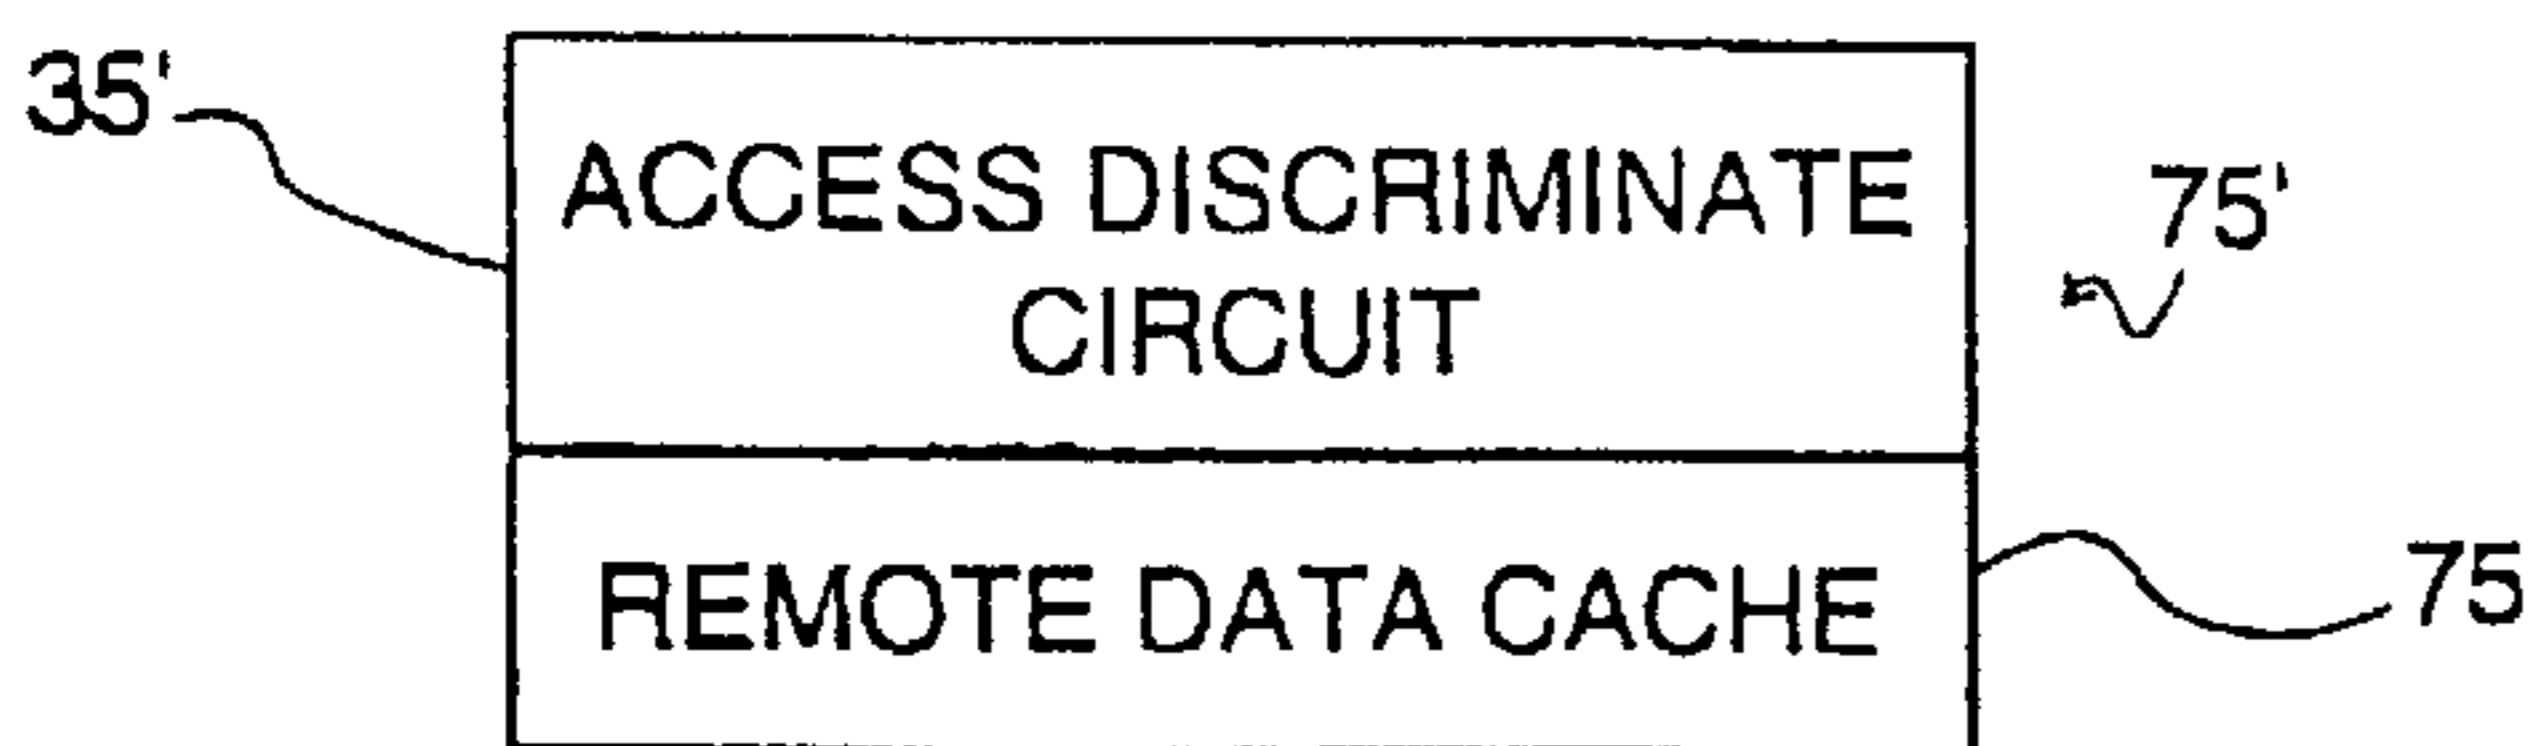 35'
ACCESS DISCRIMINATE
CIRCUIT
75'
REMOTE DATA CACHE
75